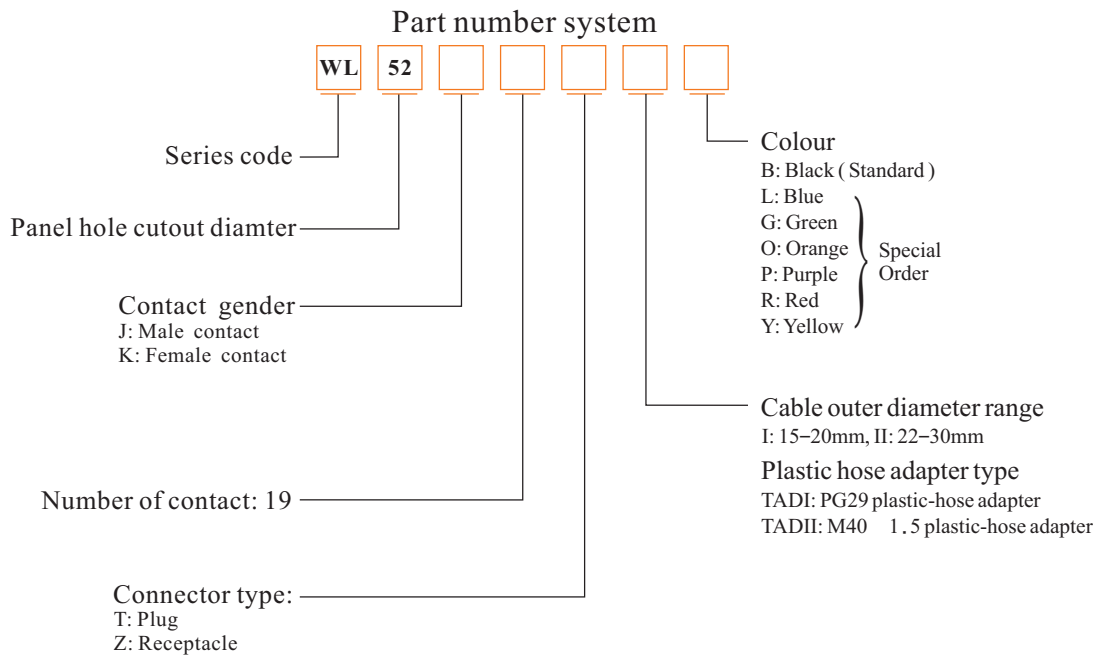 Part number system
WL 52
Series code
Panel hole cutout diamter
Contact gender
J: Male contact
K: Female contact
Number of contact: 19
Connector type:
T: Plug
Z: Receptacle
Colour
B: Black ( Standard )
L: Blue
G: Green
O: Orange
P: Purple
R: Red
Y: Yellow
Special
Order
Cable outer diameter range
I: 15–20mm, II: 22–30mm
Plastic hose adapter type
TADI: PG29 plastic-hose adapter
TADII: M40 1.5 plastic-hose adapter